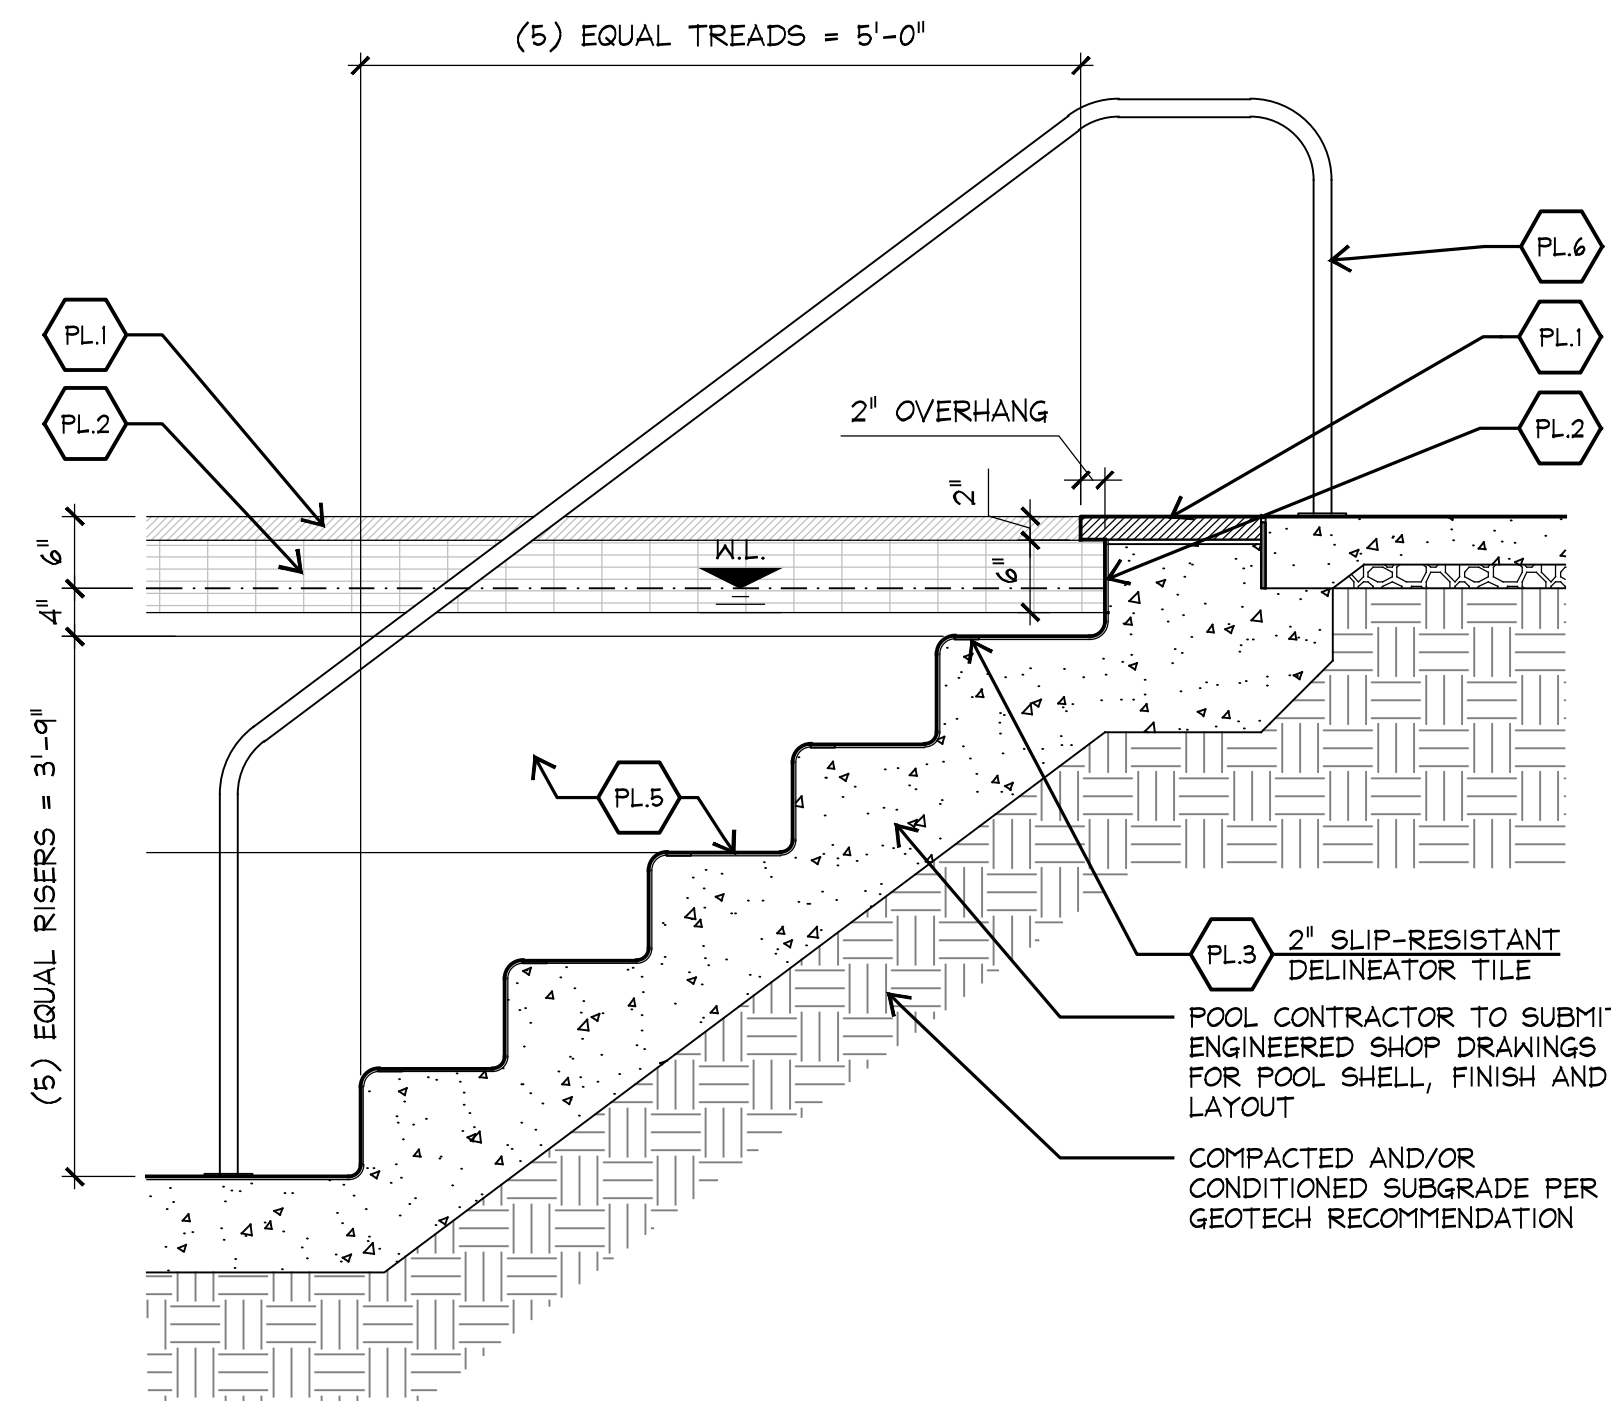 (5) EQUAL TREADS = 5'-0"
PL.6
PL.1
PL.1
PL.2
PL.2
2" OVERHANG
2"
6"
W.L.
6"
4"
(5) EQUAL RISERS = 3'-9"
PL.5
PL.3
2" SLIP-RESISTANT
DELINEATOR TILE
POOL CONTRACTOR TO SUBMIT
ENGINEERED SHOP DRAWINGS
FOR POOL SHELL, FINISH AND
LAYOUT
COMPACTED AND/OR
CONDITIONED SUBGRADE PER
GEOTECH RECOMMENDATION